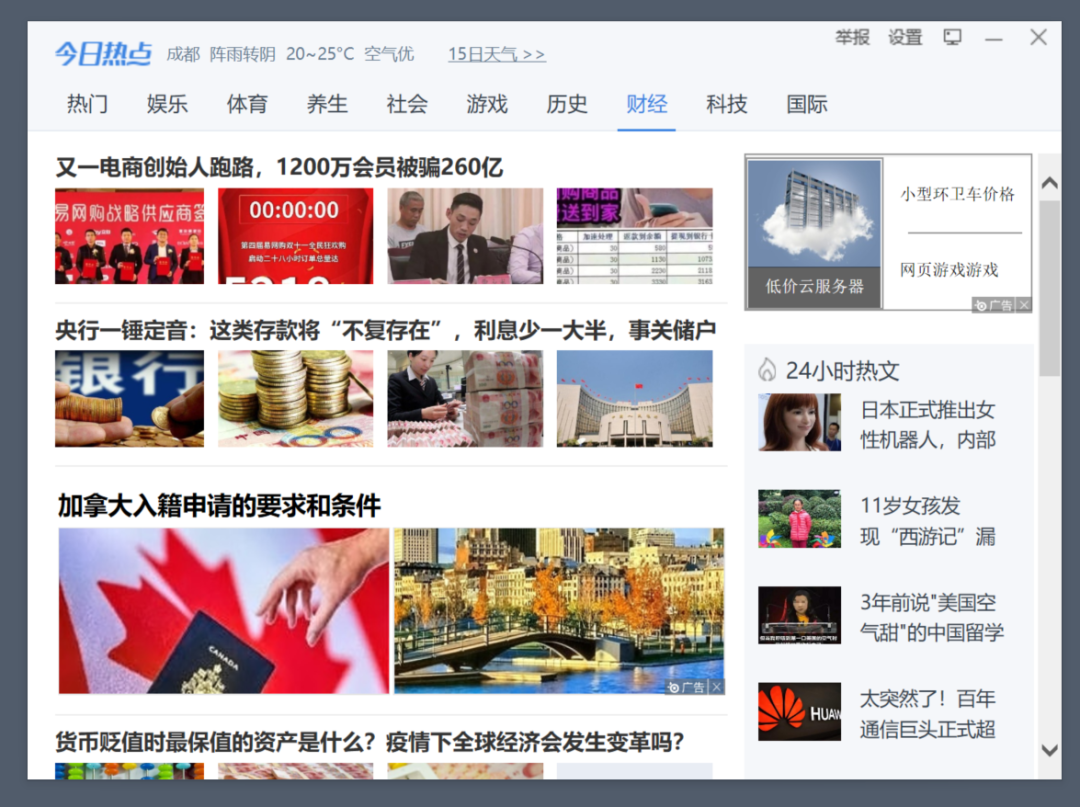 今日热点 成都 阵雨转阴 20~25°C 空气优 15日天气 >>
举报 设置
热门 娱乐 体育 养生 社会 游戏 历史 财经 科技 国际
又一电商创始人跑路，1200万会员被骗260亿
易网购战略供应商签
00:00:00
第四届易网购双十一全民狂欢购
启动二十八小时订单总量达
购商品
送到家
央行一锤定音：这类存款将“不复存在”，利息少一大半，事关储户
银行
100
加拿大入籍申请的要求和条件
CANADA
广告
货币贬值时最保值的资产是什么？疫情下全球经济会发生变革吗？
小型环卫车价格
网页游戏游戏
低价云服务器
广告
24小时热文
日本正式推出女
性机器人，内部
11岁女孩发
现“西游记”漏
3年前说"美国空
气甜"的中国留学
太突然了！百年
通信巨头正式超
HUAW